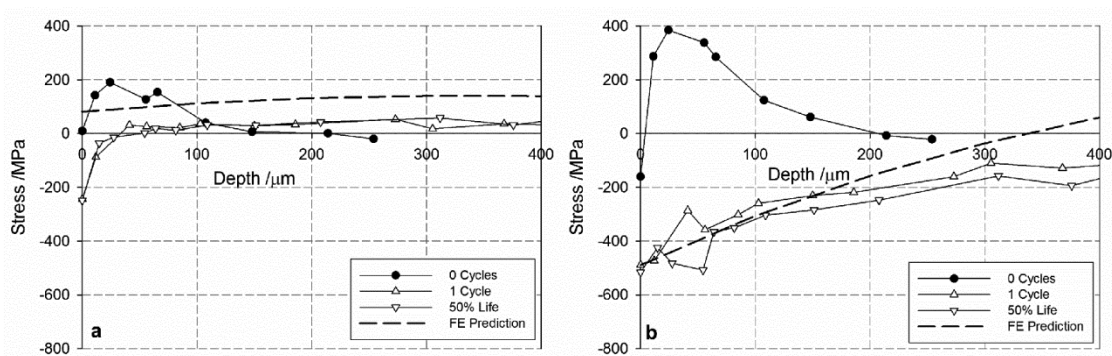 400
200
0
-200
-400
-600
-800
Stress /MPa
0 100 200 300 400
Depth /μm
0 Cycles
1 Cycle
50% Life
FE Prediction
a
400
200
0
-200
-400
-600
-800
Stress /MPa
0 100 200 300 400
Depth /μm
0 Cycles
1 Cycle
50% Life
FE Prediction
b